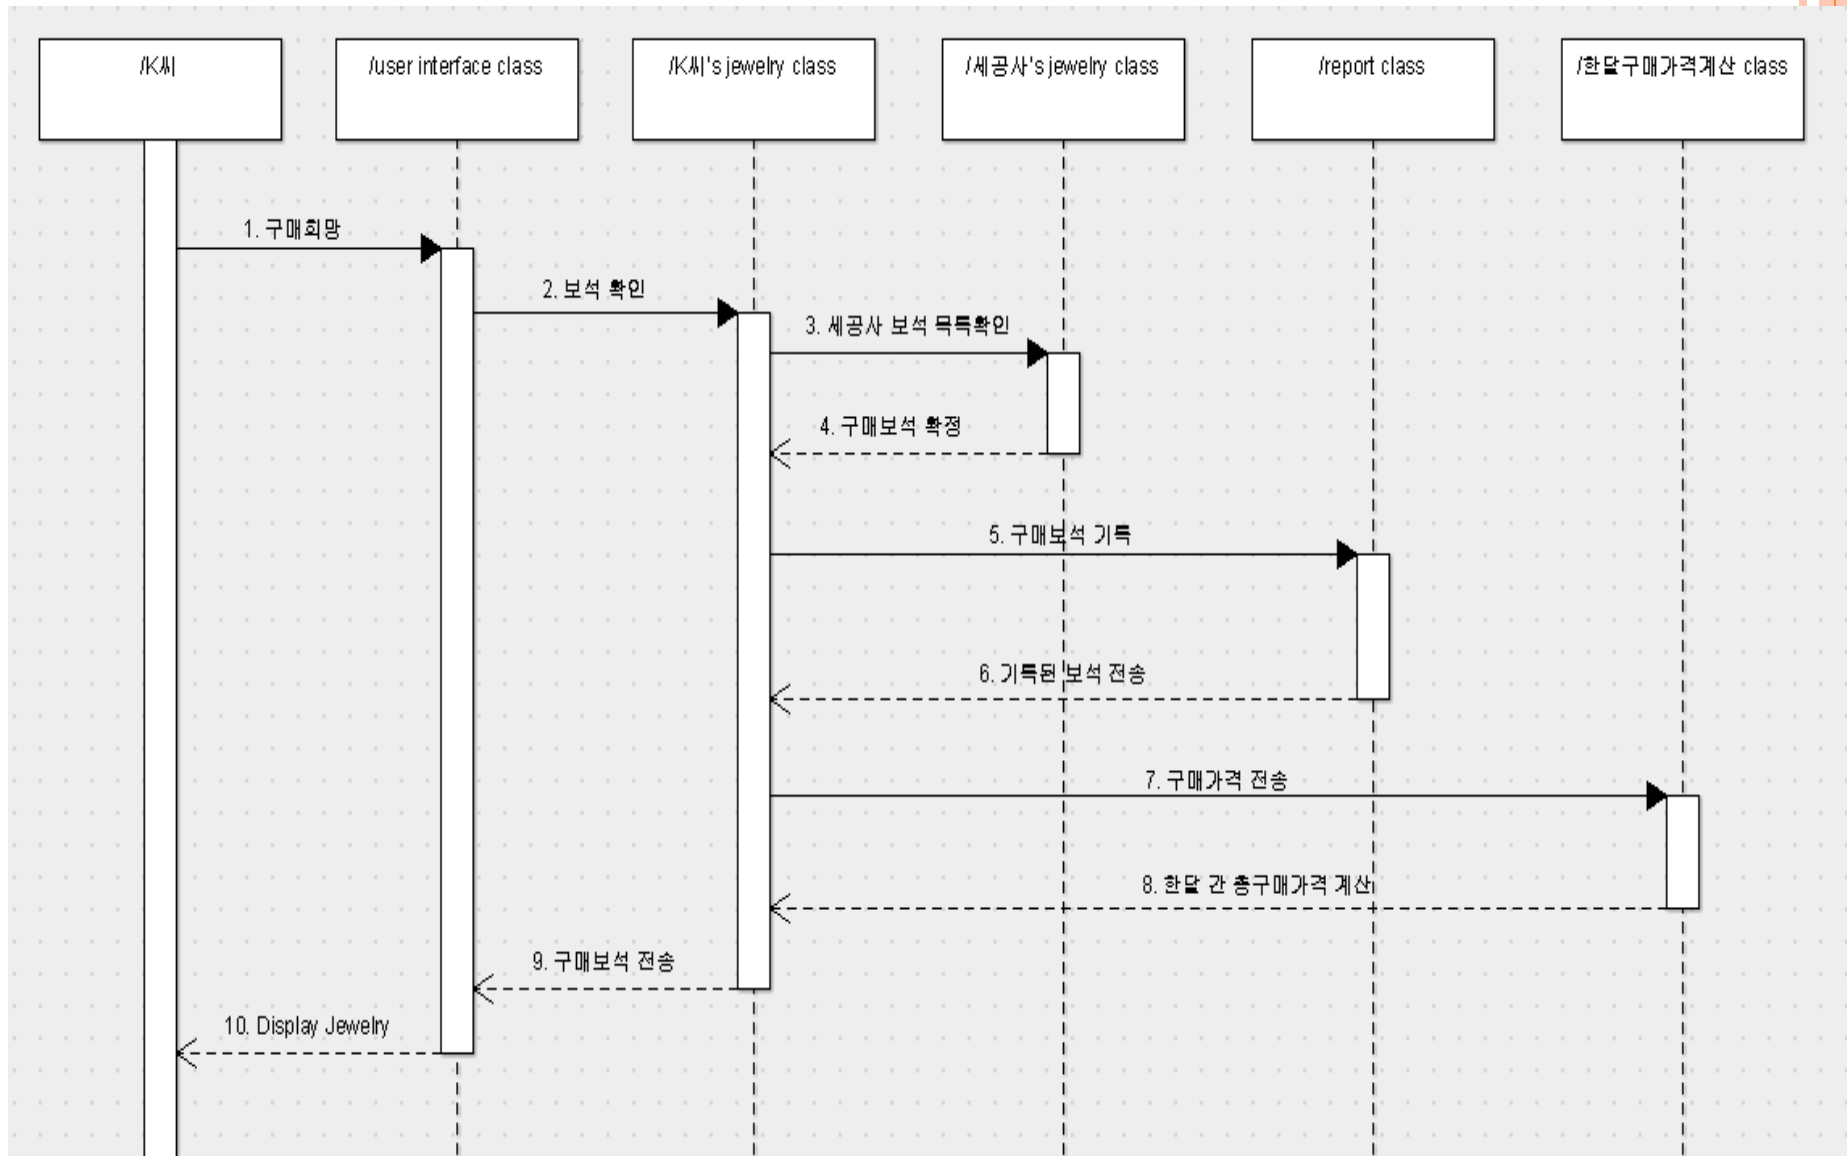 /K씨
/user interface class
/K씨's jewelry class
/세공사's jewelry class
/report class
/한달구매가격계산 class
1. 구매희망
2. 보석 확인
3. 세공사 보석 목록확인
4. 구매보석 확정
5. 구매보석 기록
6. 기록된 보석 전송
7. 구매가격 전송
8. 한달 간 총구매가격 계산
9. 구매보석 전송
10. Display Jewelry